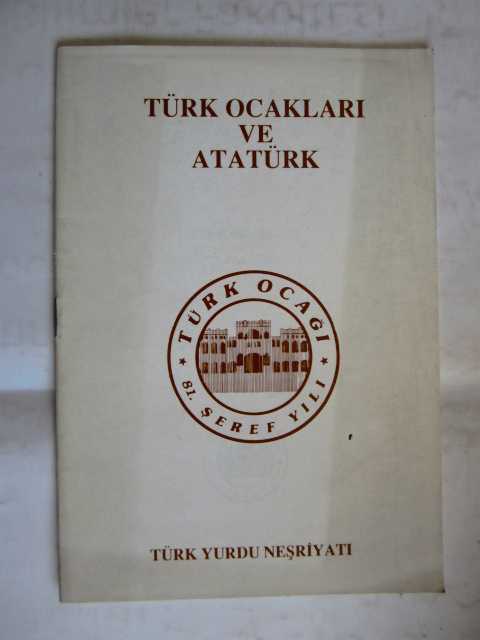 TÜRK OCAKLARI
VE
ATATÜRK
TÜRK OCAĞI
81. ŞEREF YILI
TÜRK YURDU NEŞRİYATI